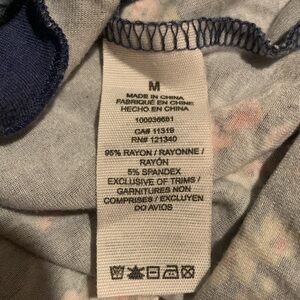 M
MADE IN CHINA
FABRIQUÉ EN CHINE
HECHO EN CHINA
100036681
CA# 11319
RN# 121340
95% RAYON / RAYONNE /
RAYÓN
5% SPANDEX
EXCLUSIVE OF TRIMS /
GARNITURES NON
COMPRISES / EXCLUYEN
DO AVIOS